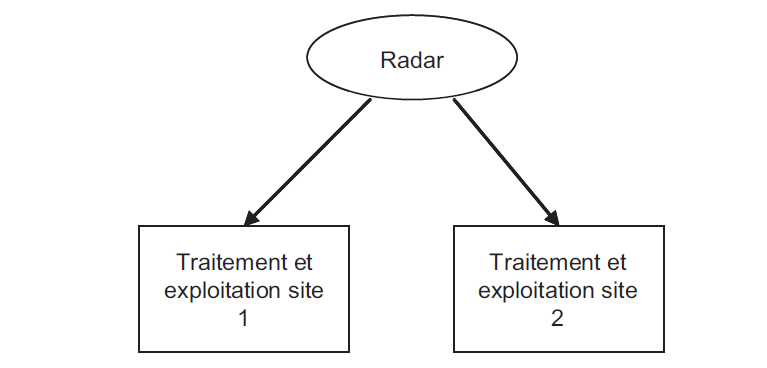 Radar
Traitement et
exploitation site
1
Traitement et
exploitation site
2